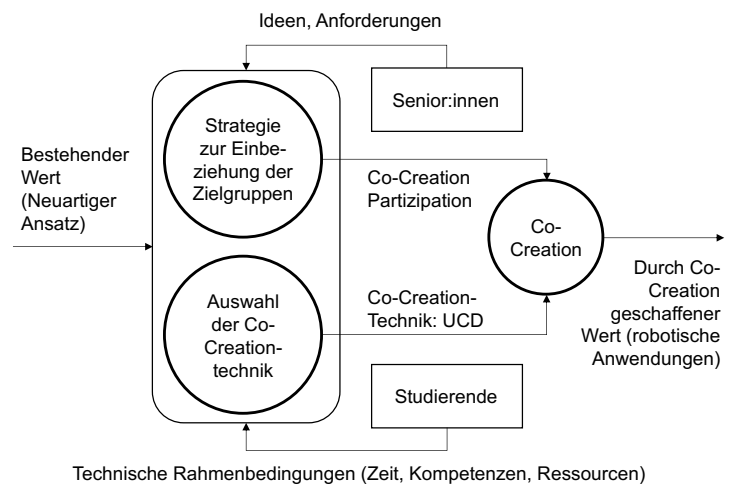 Ideen, Anforderungen
Senior:innen
Strategie
zur Einbe-
ziehung der
Zielgruppen
Bestehender
Wert
(Neuartiger
Ansatz)
Co-Creation
Partizipation
Co-
Creation
Auswahl
der Co-
Creation-
technik
Co-Creation-
Technik: UCD
Durch Co-
Creation
geschaffener
Wert (robotische
Anwendungen)
Studierende
Technische Rahmenbedingungen (Zeit, Kompetenzen, Ressourcen)